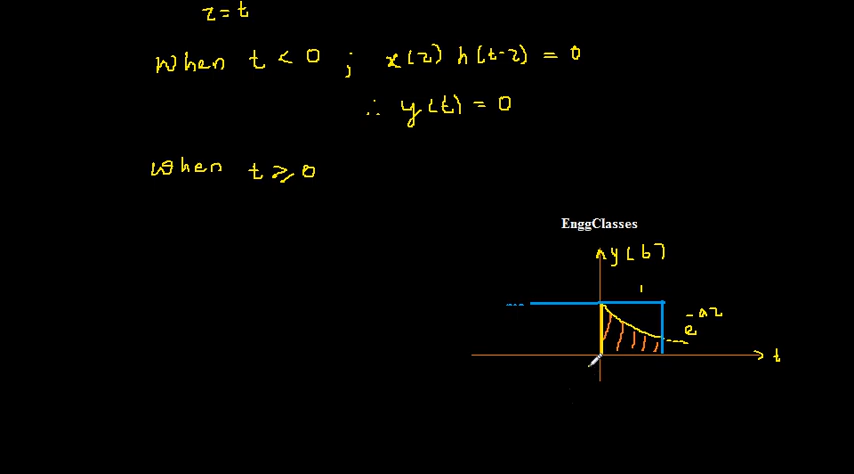 z = t
When t < 0 ; x(z) h(t-z) = 0
∴ y(t) = 0
When t ≥ 0
EnggClasses
y(t)
1
...
e^-az
t